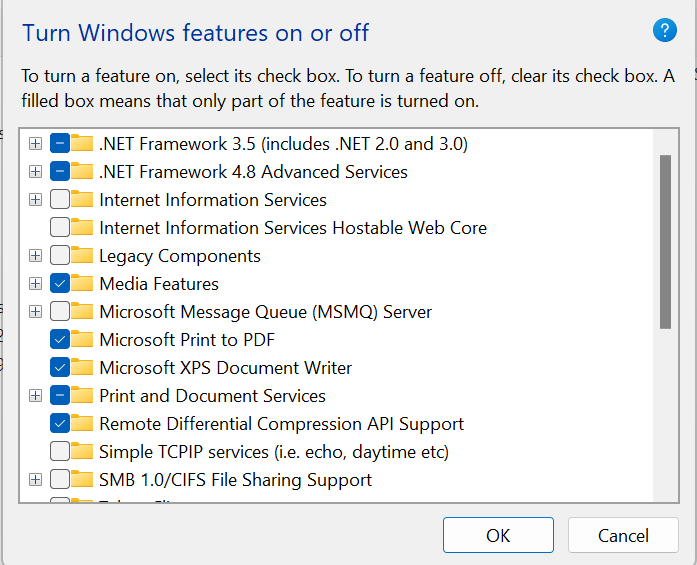 Turn Windows features on or off
?
To turn a feature on, select its check box. To turn a feature off, clear its check box. A
filled box means that only part of the feature is turned on.
.NET Framework 3.5 (includes .NET 2.0 and 3.0)
.NET Framework 4.8 Advanced Services
Internet Information Services
Internet Information Services Hostable Web Core
Legacy Components
Media Features
Microsoft Message Queue (MSMQ) Server
Microsoft Print to PDF
Microsoft XPS Document Writer
Print and Document Services
Remote Differential Compression API Support
Simple TCPIP services (i.e. echo, daytime etc)
SMB 1.0/CIFS File Sharing Support
OK
Cancel